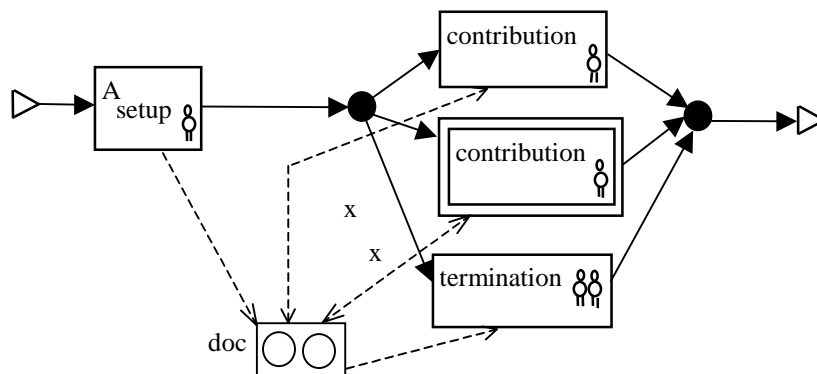 contribution
A
setup
contribution
x
x
termination
doc